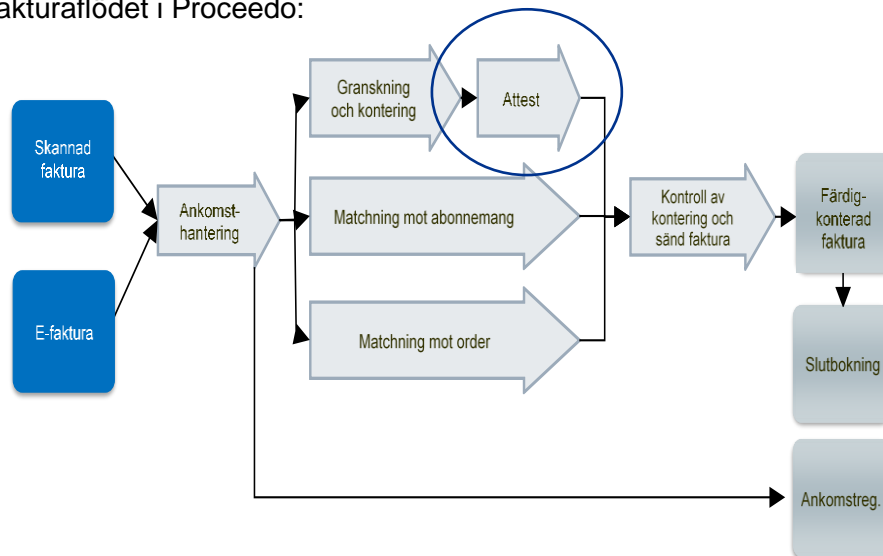 akturaflödet i Proceedo:
Skannad
faktura
E-faktura
Ankomst-
hantering
Granskning
och kontering
Attest
Matchning mot abonnemang
Matchning mot order
Kontroll av
kontering och
sänd faktura
Färdig-
konterad
faktura
Slutbokning
Ankomstreg.